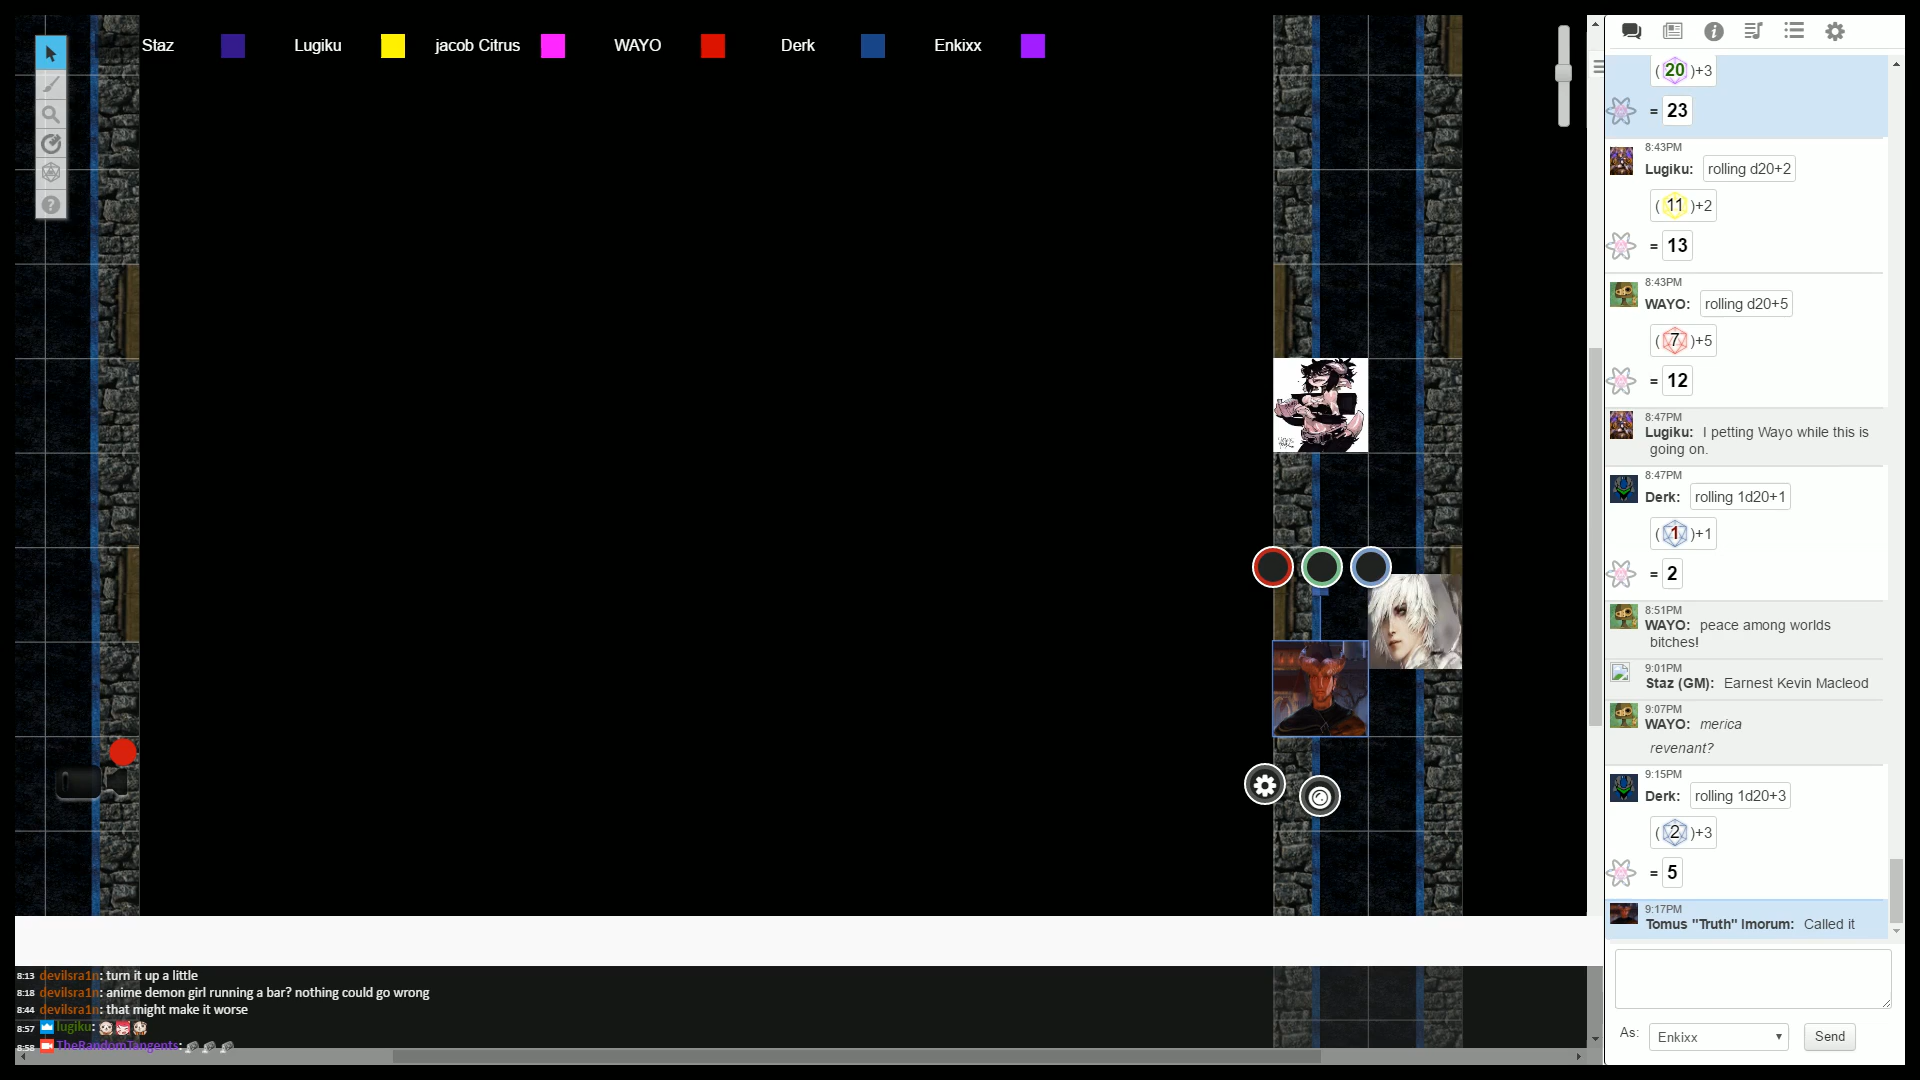 Staz
Lugiku
jacob Citrus
WAYO
Derk
Enkixx
(20)+3
= 23
8:43PM
Lugiku: rolling d20+2
(11)+2
= 13
8:43PM
WAYO: rolling d20+5
(7)+5
= 12
8:47PM
Lugiku: I petting Wayo while this is
going on.
8:47PM
Derk: rolling 1d20+1
(1)+1
= 2
8:51PM
WAYO: peace among worlds
bitches!
9:01PM
Staz (GM): Earnest Kevin Macleod
9:07PM
WAYO: merica
revenant?
9:15PM
Derk: rolling 1d20+3
(2)+3
= 5
9:17PM
Tomus "Truth" Imorum: Called it
As: Enkixx
Send
8:13 devilsra1n: turn it up a little
8:18 devilsra1n: anime demon girl running a bar? nothing could go wrong
8:44 devilsra1n: that might make it worse
8:57 lugiku:
8:58 TheRandomTangents: